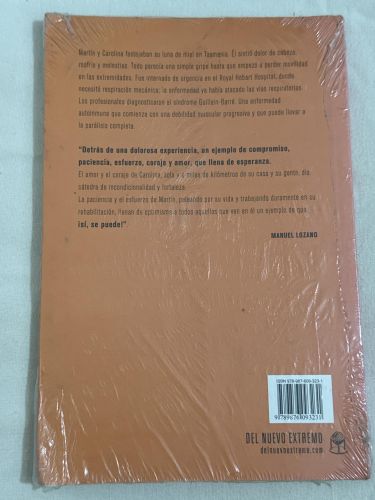 Martín y Carolina festejaban su luna de miel en Tasmania. Él sintió dolor de cabeza,
resfrío y molestias. Todo parecía una simple gripe hasta que empezó a perder movilidad
en las extremidades. Fue internado de urgencia en el Royal Hobart Hospital, donde
necesitó respiración mecánica; la enfermedad ya había atacado las vías respiratorias.
Los profesionales diagnosticaron el síndrome Guillain-Barré. Una enfermedad
autoinmune que comienza con una debilidad muscular progresiva y que puede llevar a
la parálisis completa.
"Detrás de una dolorosa experiencia, un ejemplo de compromiso,
paciencia, esfuerzo, coraje y amor, que llena de esperanza.
El amor y el coraje de Carolina, sola y a miles de kilómetros de su casa y su gente, dio
cátedra de incondicionalidad y fortaleza.
La paciencia y el esfuerzo de Martín, peleando por su vida y trabajando duramente en su
rehabilitación, llenan de optimismo a todos aquellos que ven en él un ejemplo de que
¡sí, se puede!"
MANUEL LOZANO
ISBN 978-987-609-323-1
9789876093231
DEL NUEVO EXTREMO
delnuevoextremo.com